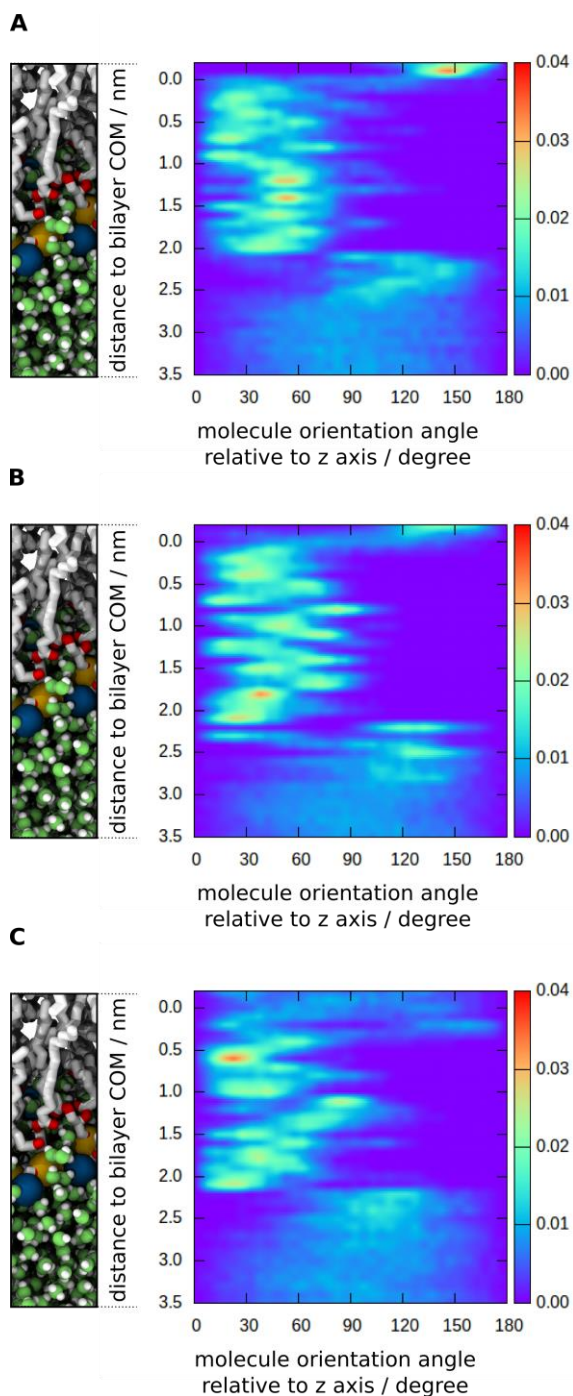 A
distance to bilayer COM / nm
0.0
0.5
1.0
1.5
2.0
2.5
3.0
3.5
0 30 60 90 120 150 180
0.04
0.03
0.02
0.01
0.00
molecule orientation angle
relative to z axis / degree
B
distance to bilayer COM / nm
0.0
0.5
1.0
1.5
2.0
2.5
3.0
3.5
0 30 60 90 120 150 180
0.04
0.03
0.02
0.01
0.00
molecule orientation angle
relative to z axis / degree
C
distance to bilayer COM / nm
0.0
0.5
1.0
1.5
2.0
2.5
3.0
3.5
0 30 60 90 120 150 180
0.04
0.03
0.02
0.01
0.00
molecule orientation angle
relative to z axis / degree